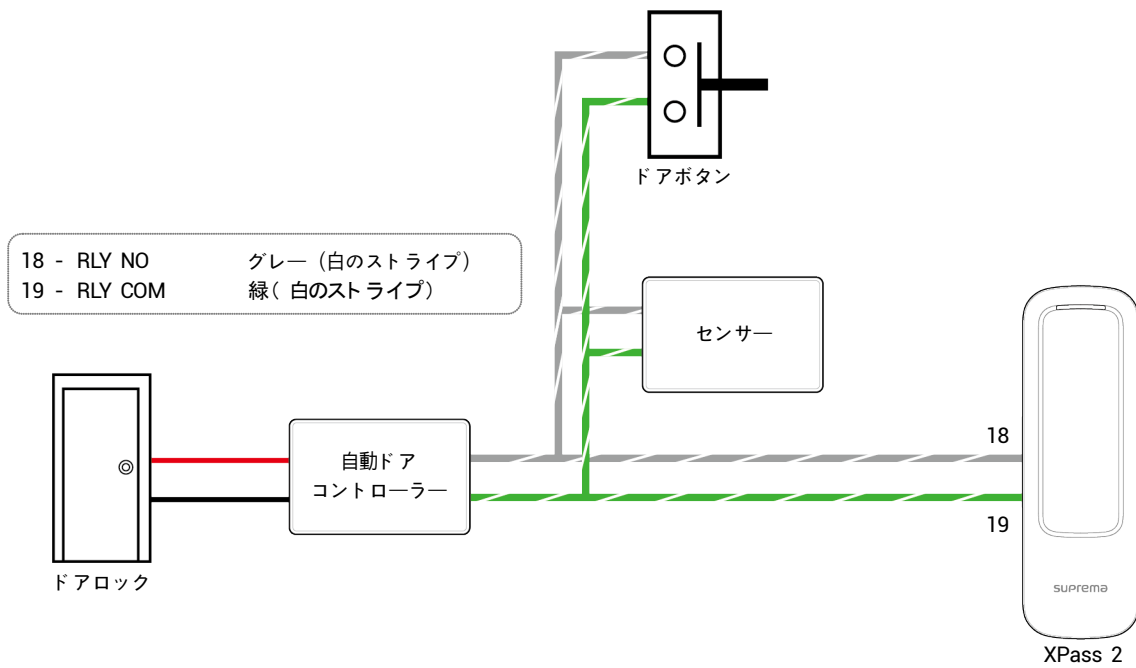 ドアボタン
18 - RLY NO グレー (白のストライプ)
19 - RLY COM 緑( 白のストライプ)
センサー
18
自動ドア
コントローラー
19
ドアロック
suprema
XPass 2